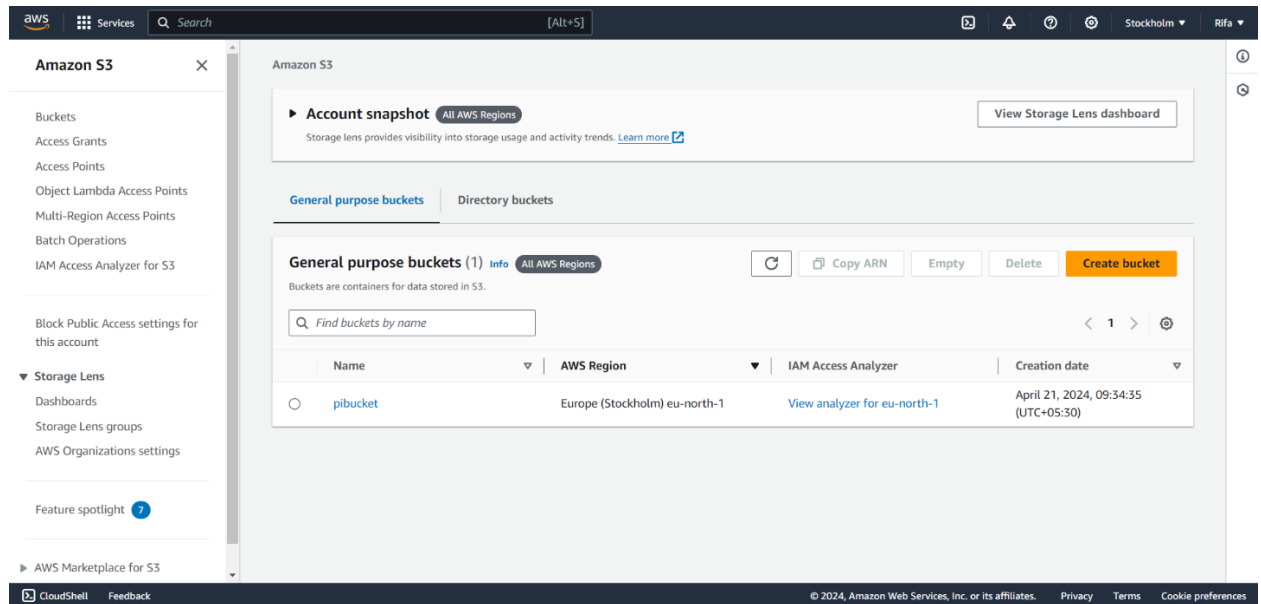 aws Services Search [Alt+S] Stockholm Rifa
Amazon S3
Buckets
Access Grants
Access Points
Object Lambda Access Points
Multi-Region Access Points
Batch Operations
IAM Access Analyzer for S3
Block Public Access settings for
this account
Storage Lens
Dashboards
Storage Lens groups
AWS Organizations settings
Feature spotlight 7
AWS Marketplace for S3
Amazon S3
Account snapshot All AWS Regions View Storage Lens dashboard
Storage lens provides visibility into storage usage and activity trends. Learn more
General purpose buckets Directory buckets
General purpose buckets (1) Info All AWS Regions Copy ARN Empty Delete Create bucket
Buckets are containers for data stored in S3.
Find buckets by name 1
Name AWS Region IAM Access Analyzer Creation date
pibucket Europe (Stockholm) eu-north-1 View analyzer for eu-north-1 April 21, 2024, 09:34:35
(UTC+05:30)
CloudShell Feedback © 2024, Amazon Web Services, Inc. or its affiliates. Privacy Terms Cookie preferences